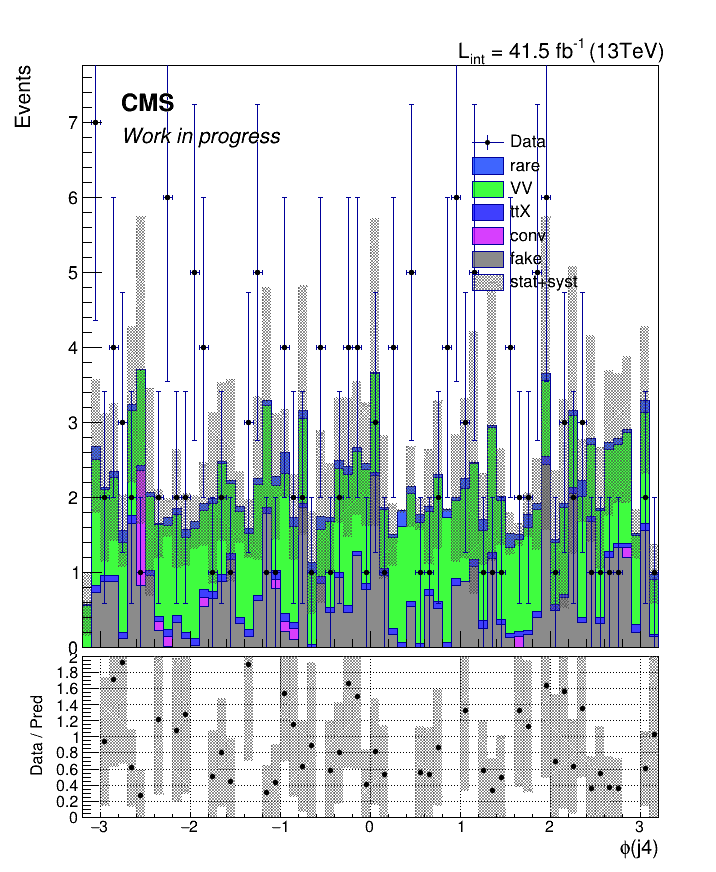 L_int = 41.5 fb^-1 (13TeV)
Events
CMS
Work in progress
Data
rare
VV
ttX
conv
fake
stat+syst
7
6
5
4
3
2
1
0
Data / Pred
2
1.8
1.6
1.4
1.2
1
0.8
0.6
0.4
0.2
0
−3 −2 −1 0 1 2 3
ϕ(j4)